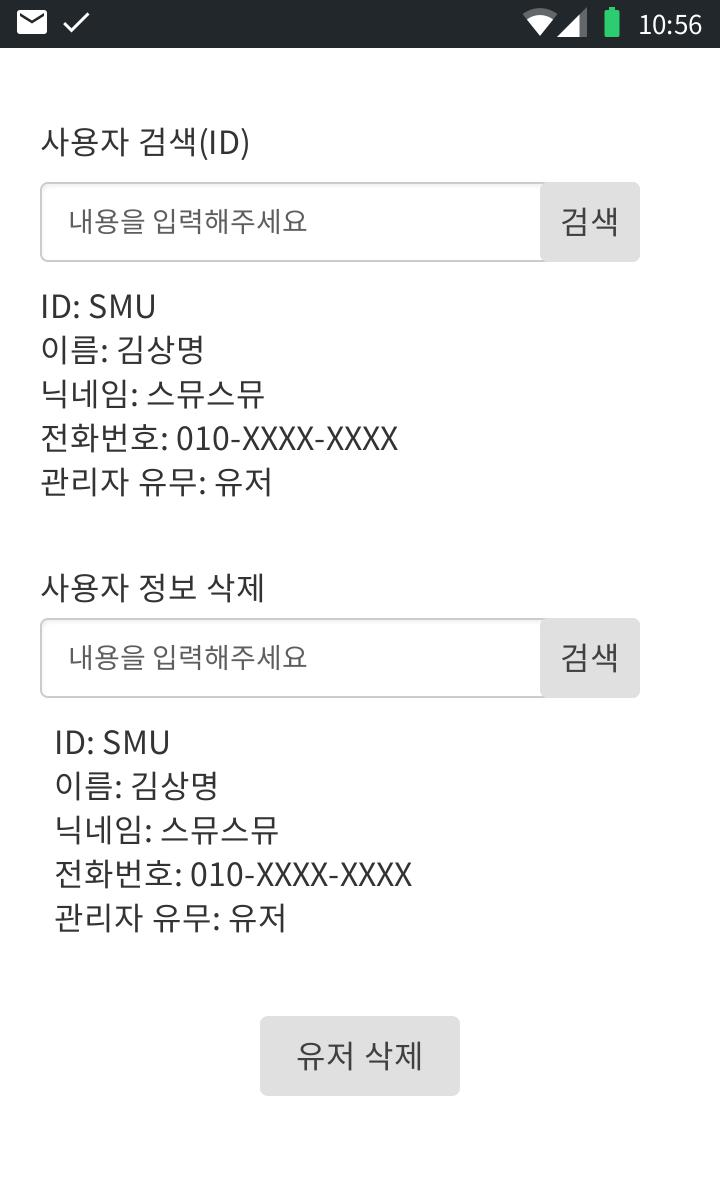 10:56
사용자 검색(ID)
내용을 입력해주세요
검색
ID: SMU
이름: 김상명
닉네임: 스뮤스뮤
전화번호: 010-XXXX-XXXX
관리자 유무: 유저
사용자 정보 삭제
내용을 입력해주세요
검색
ID: SMU
이름: 김상명
닉네임: 스뮤스뮤
전화번호: 010-XXXX-XXXX
관리자 유무: 유저
유저 삭제